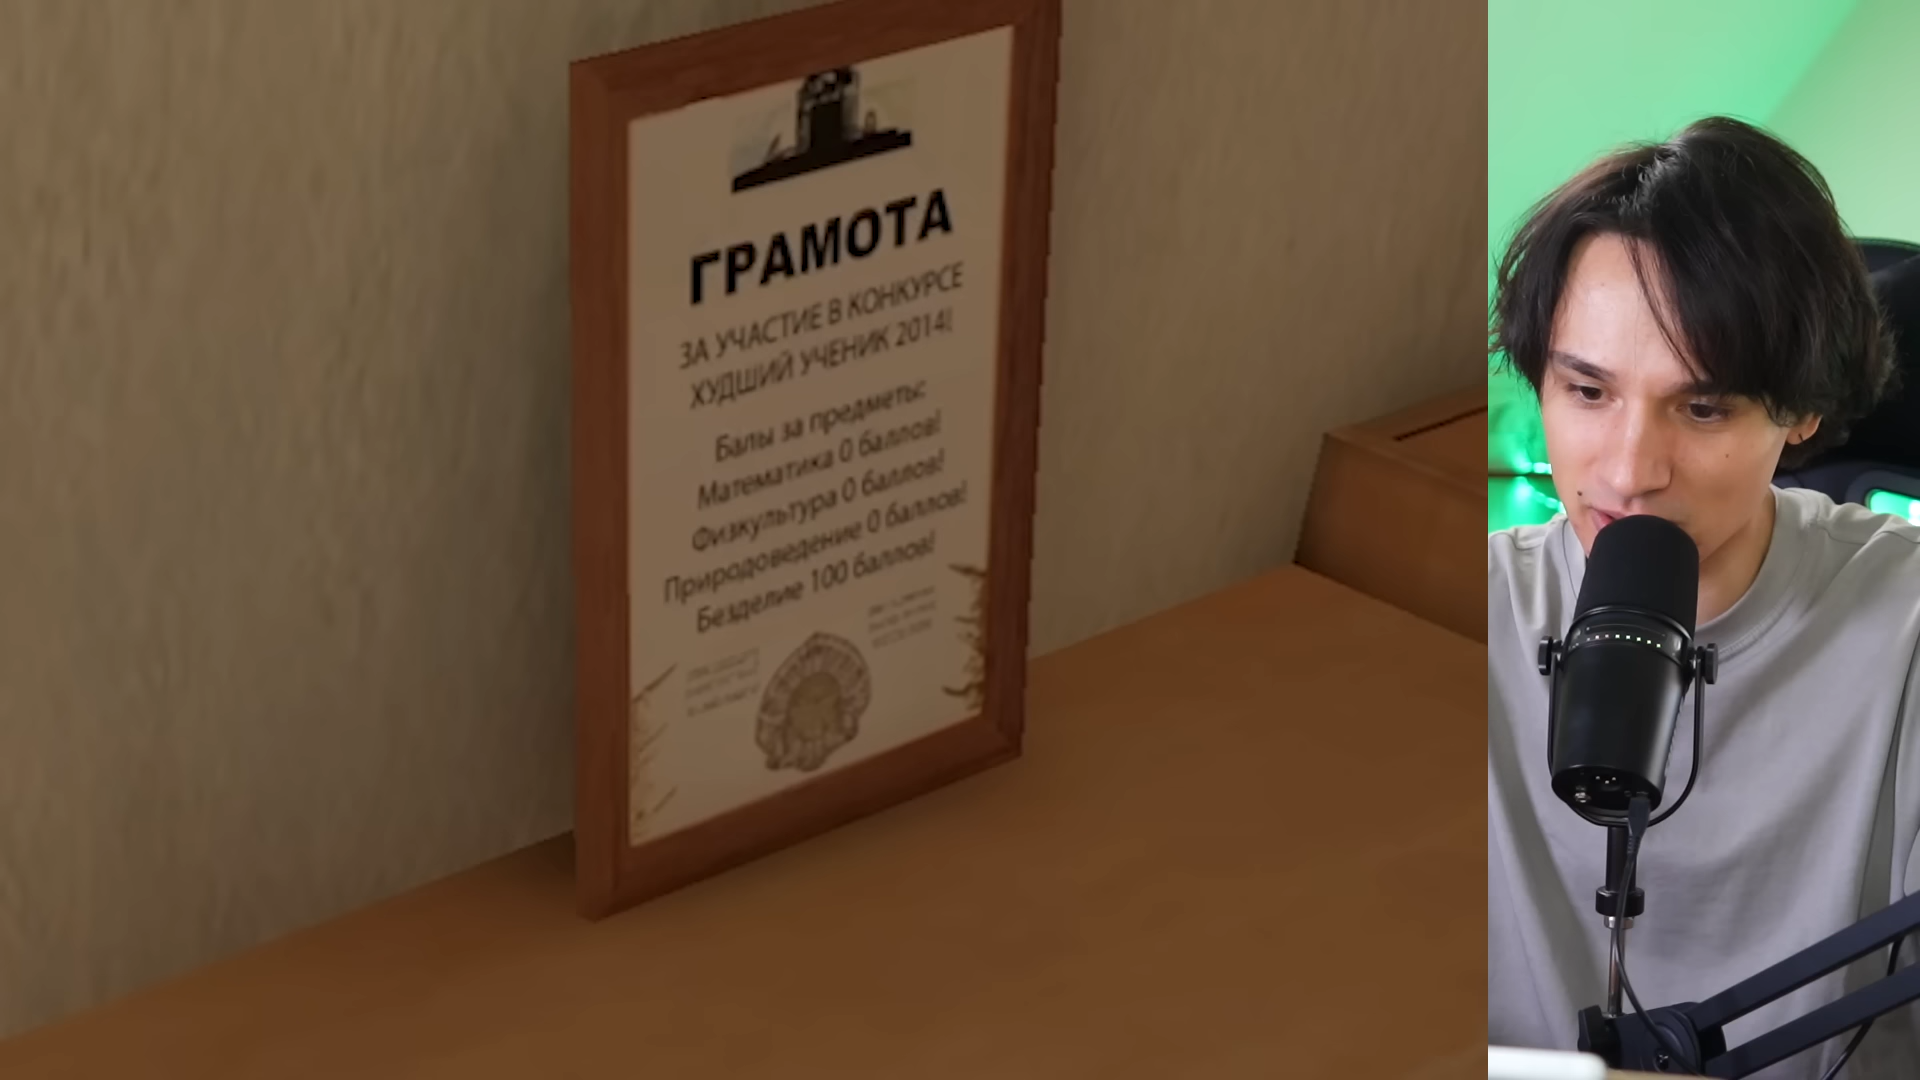 ГРАМОТА
ЗА УЧАСТИЕ В КОНКУРСЕ
ХУДШИЙ УЧЕНИК 2014!
Балы за предметы:
Математика 0 баллов!
Физкультура 0 баллов!
Природоведение 0 баллов!
Безделие 100 баллов!